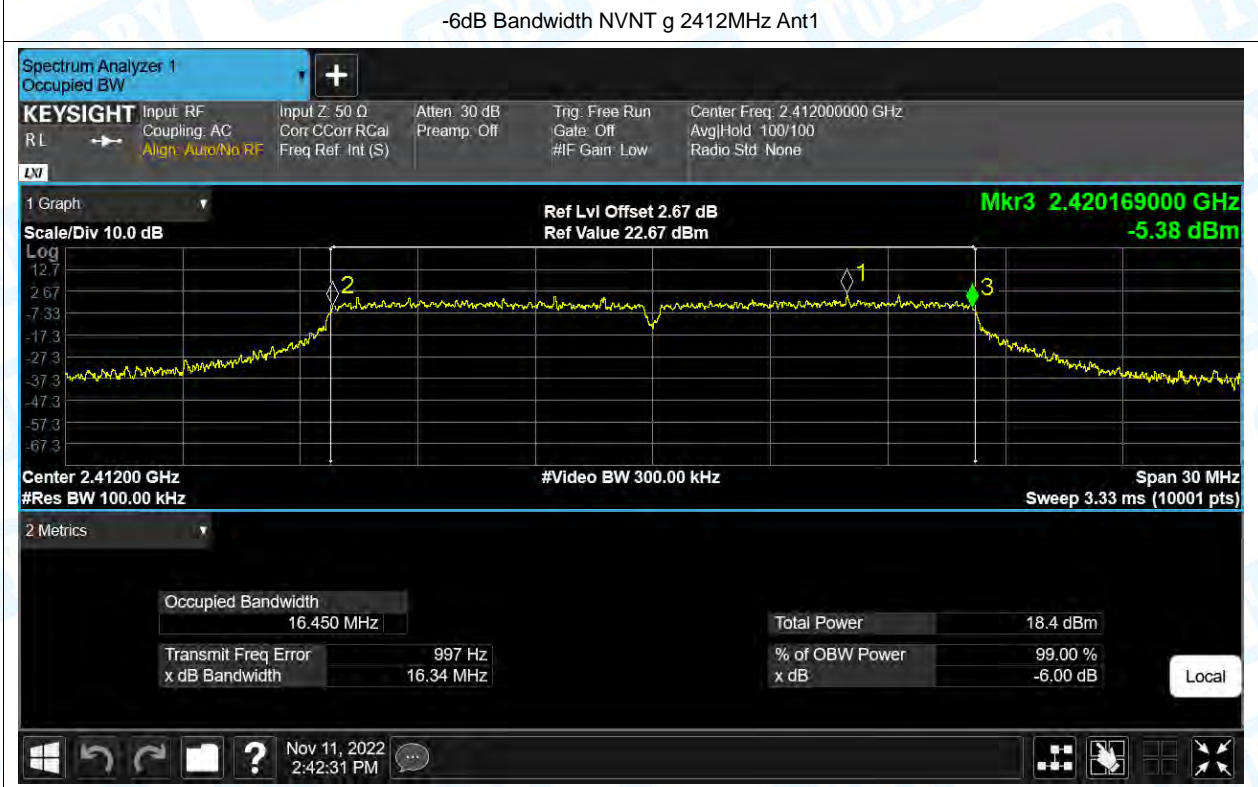 -6dB Bandwidth NVNT g 2412MHz Ant1
Spectrum Analyzer 1
Occupied BW
+
KEYSIGHT
RL
LXI
Input: RF
Coupling: AC
Align: Auto/No RF
Input Z: 50 Ω
Corr CCorr RCal
Freq Ref: Int (S)
Atten: 30 dB
Preamp: Off
Trig: Free Run
Gate: Off
#IF Gain: Low
Center Freq: 2.412000000 GHz
Avg|Hold: 100/100
Radio Std: None
1 Graph
Scale/Div 10.0 dB
Ref Lvl Offset 2.67 dB
Ref Value 22.67 dBm
Mkr3 2.420169000 GHz
-5.38 dBm
Log
12.7
2.67
-7.33
-17.3
-27.3
-37.3
-47.3
-57.3
-67.3
2
1
3
Center 2.41200 GHz
#Res BW 100.00 kHz
#Video BW 300.00 kHz
Span 30 MHz
Sweep 3.33 ms (10001 pts)
2 Metrics
Occupied Bandwidth
16.450 MHz
Transmit Freq Error 997 Hz
x dB Bandwidth 16.34 MHz
Total Power 18.4 dBm
% of OBW Power 99.00 %
x dB -6.00 dB
Local
?
Nov 11, 2022
2:42:31 PM